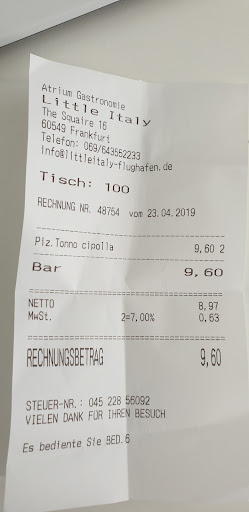 Atrium Gastronomie
Little Italy
The Squaire 16
60549 Frankfurt
Telefon: 069/643552233
Info@littleitaly-flughafen.de
Tisch: 100
RECHNUNG NR. 48754 vom 23.04.2019
Piz.Tonno cipolla 9,60 2
Bar 9,60
NETTO 8,97
MwSt. 2=7,00% 0,63
RECHNUNGSBETRAG 9,60
STEUER-NR.: 045 228 56092
VIELEN DANK FÜR IHREN BESUCH
Es bediente Sie BED.6